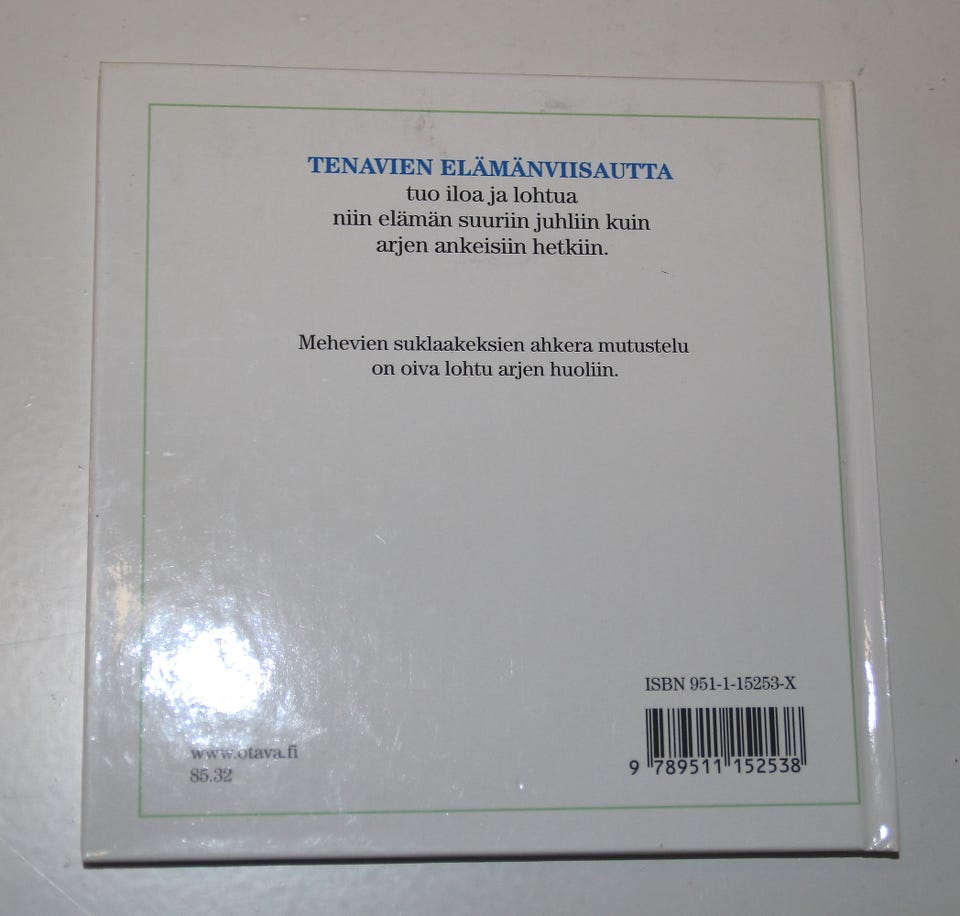 TENAVIEN ELÄMÄNVIISAUTTA
tuo iloa ja lohtua
niin elämän suuriin juhliin kuin
arjen ankeisiin hetkiin.
Mehevien suklaakeksien ahkera mutustelu
on oiva lohtu arjen huoliin.
ISBN 951-1-15253-X
www.otava.fi
85.32
9 789511 152538